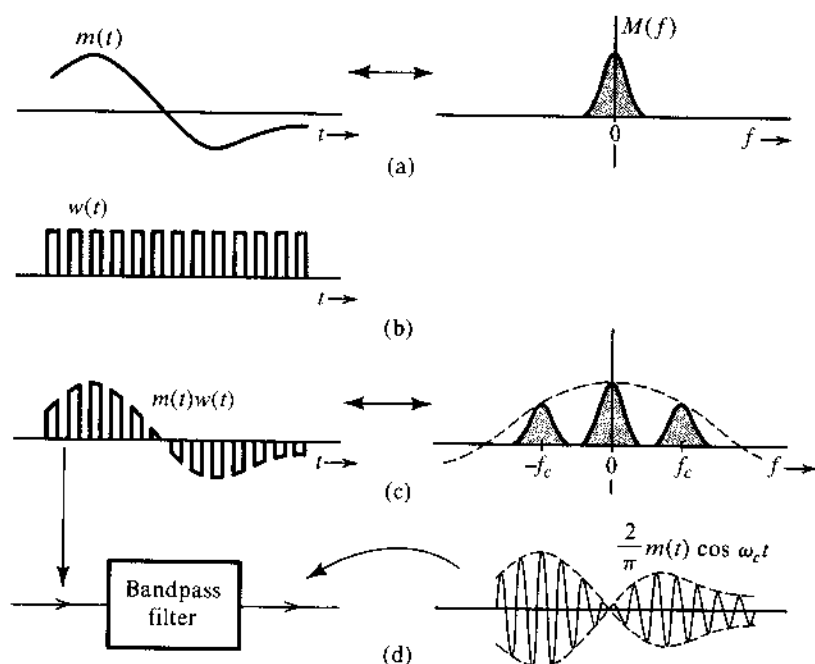 m(t)
M(f)
t
0
f
(a)
w(t)
t
(b)
m(t)w(t)
t
–f_c
0
f_c
f
(c)
Bandpass
filter
2/π m(t) cos ω_c t
(d)